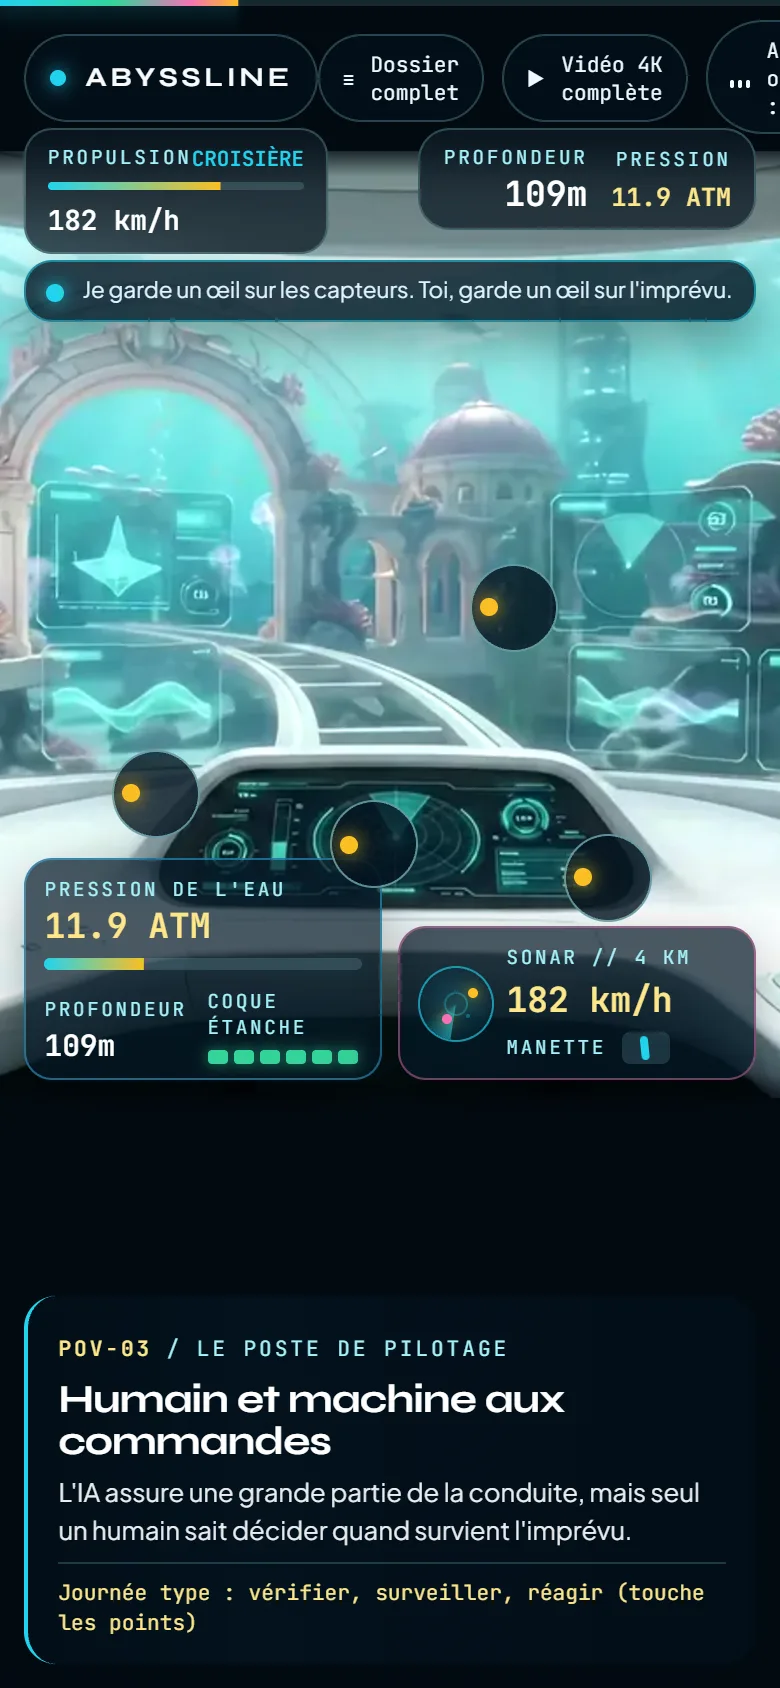 ABYSSLINE
≡ Dossier
complet
▶ Vidéo 4K
complète
PROPULSION CROISIÈRE
182 km/h
PROFONDEUR PRESSION
109m 11.9 ATM
Je garde un œil sur les capteurs. Toi, garde un œil sur l'imprévu.
PRESSION DE L'EAU
11.9 ATM
PROFONDEUR
109m
COQUE
ÉTANCHE
SONAR // 4 KM
182 km/h
MANETTE
POV-03 / LE POSTE DE PILOTAGE
Humain et machine aux
commandes
L'IA assure une grande partie de la conduite, mais seul
un humain sait décider quand survient l'imprévu.
Journée type : vérifier, surveiller, réagir (touche
les points)